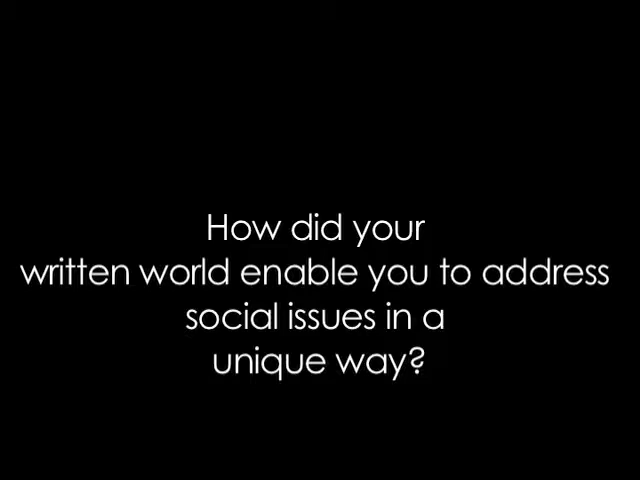 How did your
written world enable you to address
social issues in a
unique way?